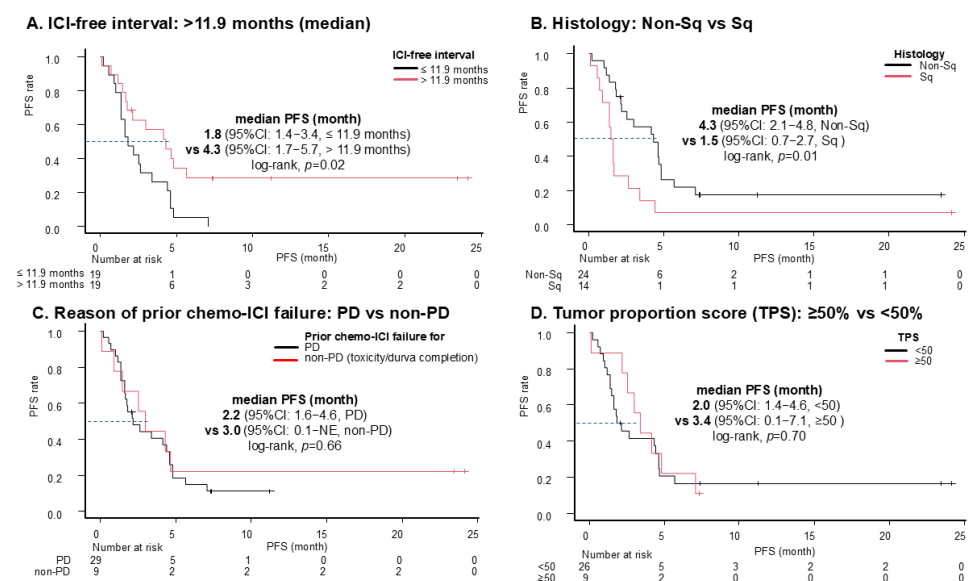 A. ICI-free interval: >11.9 months (median)
ICI-free interval
≤ 11.9 months
> 11.9 months
PFS rate
1.0
0.8
0.6
0.4
0.2
0.0
median PFS (month)
1.8 (95%CI: 1.4−3.4, ≤ 11.9 months)
vs 4.3 (95%CI: 1.7−5.7, > 11.9 months)
log-rank, p=0.02
0 5 10 15 20 25
Number at risk
PFS (month)
≤ 11.9 months 19 1 0 0 0 0
> 11.9 months 19 6 3 2 2 0
B. Histology: Non-Sq vs Sq
Histology
Non-Sq
Sq
PFS rate
1.0
0.8
0.6
0.4
0.2
0.0
median PFS (month)
4.3 (95%CI: 2.1−4.8, Non-Sq)
vs 1.5 (95%CI: 0.7−2.7, Sq )
log-rank, p=0.01
0 5 10 15 20 25
Number at risk
PFS (month)
Non-Sq 24 6 2 1 1 0
Sq 14 1 1 1 1 0
C. Reason of prior chemo-ICI failure: PD vs non-PD
Prior chemo-ICI failure for
PD
non-PD (toxicity/durva completion)
PFS rate
1.0
0.8
0.6
0.4
0.2
0.0
median PFS (month)
2.2 (95%CI: 1.6−4.6, PD)
vs 3.0 (95%CI: 0.1−NE, non-PD)
log-rank, p=0.66
0 5 10 15 20 25
Number at risk
PFS (month)
PD 29 5 1 0 0 0
non-PD 9 2 2 2 2 0
D. Tumor proportion score (TPS): ≥50% vs <50%
TPS
<50
≥50
PFS rate
1.0
0.8
0.6
0.4
0.2
0.0
median PFS (month)
2.0 (95%CI: 1.4−4.6, <50)
vs 3.4 (95%CI: 0.1−7.1, ≥50 )
log-rank, p=0.70
0 5 10 15 20 25
Number at risk
PFS (month)
<50 26 5 3 2 2 0
≥50 9 2 0 0 0 0